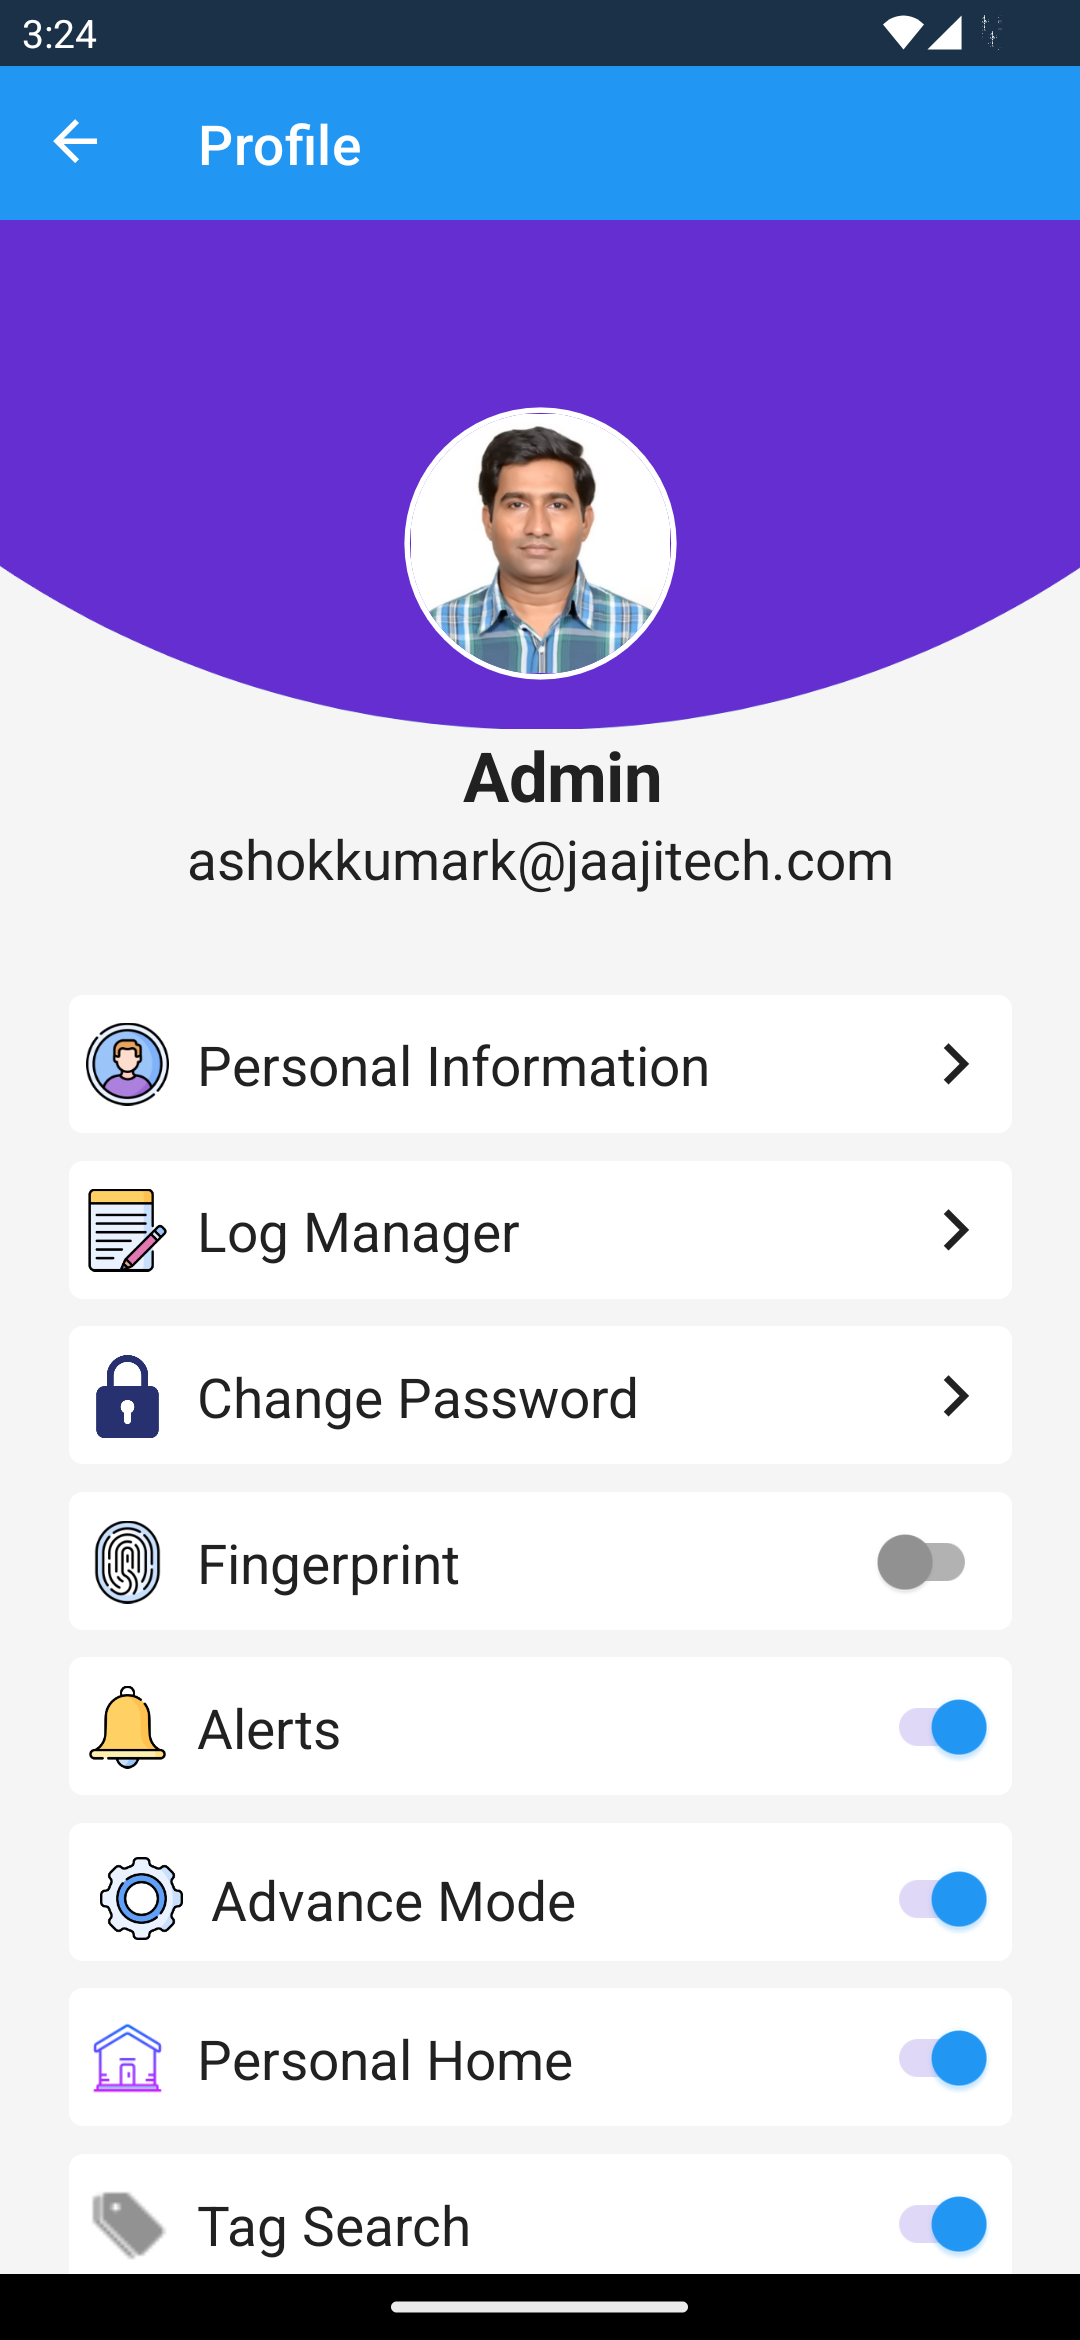 3:24
Profile
Admin
ashokkumark@jaajitech.com
Personal Information
Log Manager
Change Password
Fingerprint
Alerts
Advance Mode
Personal Home
Tag Search